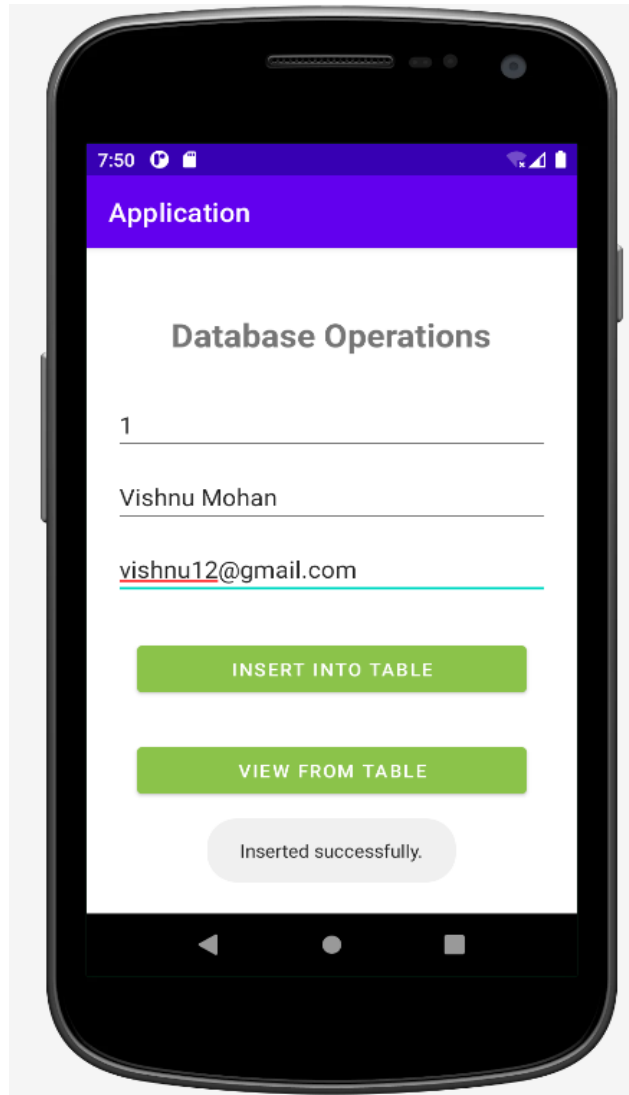 7:50
Application
Database Operations
1
Vishnu Mohan
vishnu12@gmail.com
INSERT INTO TABLE
VIEW FROM TABLE
Inserted successfully.